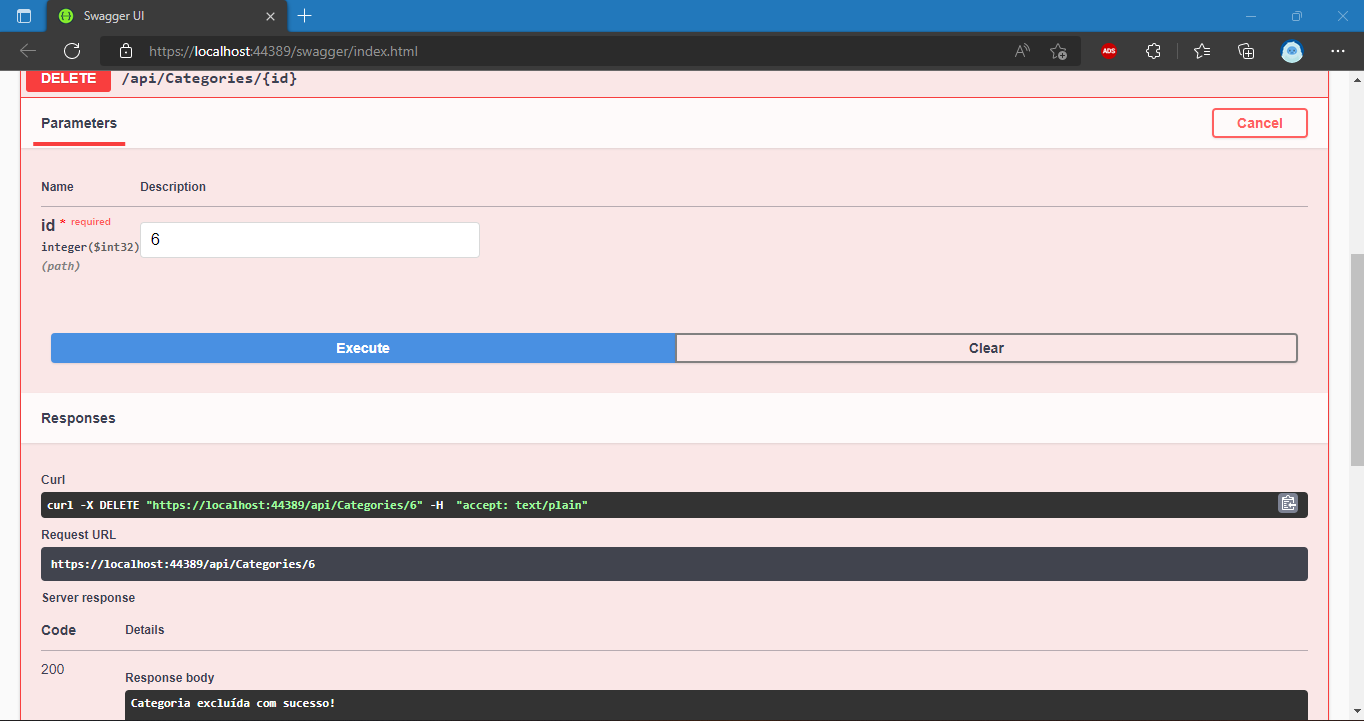 Swagger UI
https://localhost:44389/swagger/index.html
ADS
DELETE /api/Categories/{id}
Parameters
Cancel
Name Description
id * required
integer($int32)
(path)
6
Execute
Clear
Responses
Curl
curl -X DELETE "https://localhost:44389/api/Categories/6" -H  "accept: text/plain"
Request URL
https://localhost:44389/api/Categories/6
Server response
Code Details
200
Response body
Categoria excluída com sucesso!